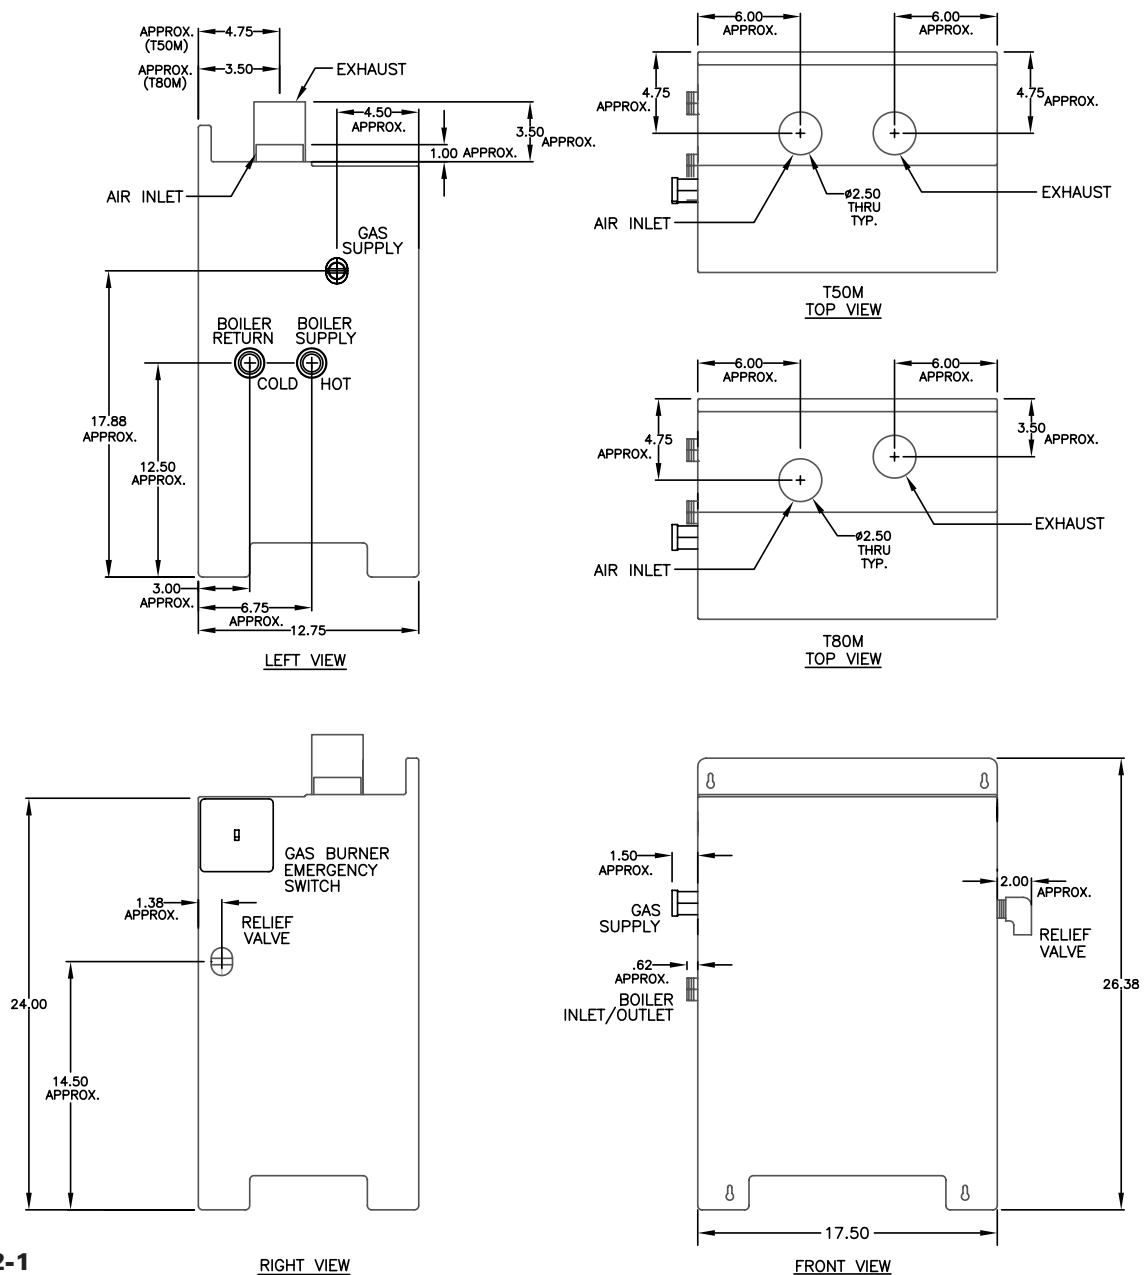 APPROX.
(T50M)
4.75
APPROX.
(T80M)
3.50
EXHAUST
4.50
APPROX.
3.50
APPROX.
1.00 APPROX.
AIR INLET
GAS
SUPPLY
BOILER
RETURN
BOILER
SUPPLY
COLD
HOT
17.88
APPROX.
12.50
APPROX.
3.00
APPROX.
6.75
APPROX.
12.75
LEFT VIEW
6.00
APPROX.
6.00
APPROX.
4.75
APPROX.
4.75
APPROX.
EXHAUST
AIR INLET
ø2.50
THRU
TYP.
T50M
TOP VIEW
6.00
APPROX.
6.00
APPROX.
4.75
APPROX.
3.50
APPROX.
EXHAUST
AIR INLET
ø2.50
THRU
TYP.
T80M
TOP VIEW
GAS BURNER
EMERGENCY
SWITCH
1.38
APPROX.
RELIEF
VALVE
24.00
14.50
APPROX.
RIGHT VIEW
1.50
APPROX.
GAS
SUPPLY
.62
APPROX.
BOILER
INLET/OUTLET
2.00
APPROX.
RELIEF
VALVE
26.38
17.50
FRONT VIEW
2-1